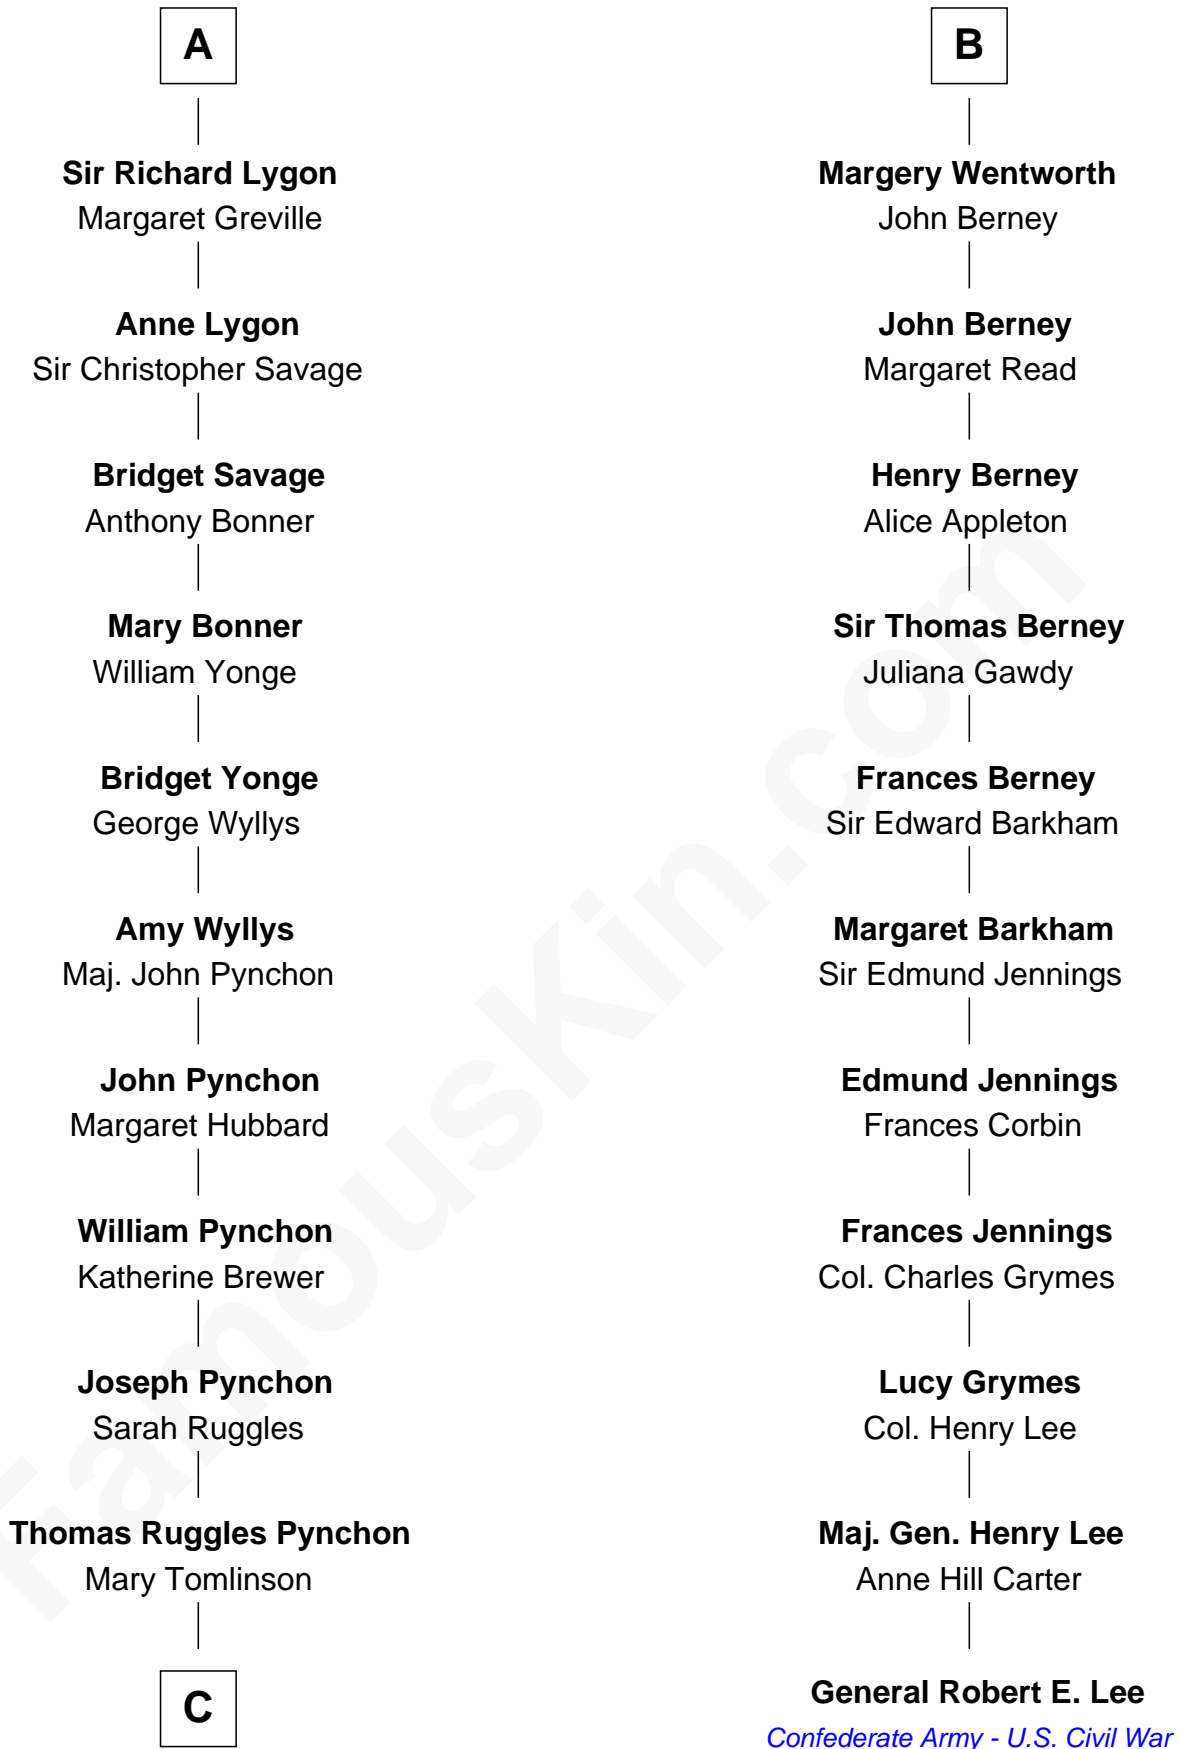 A
Sir Richard Lygon
Margaret Greville
Anne Lygon
Sir Christopher Savage
Bridget Savage
Anthony Bonner
Mary Bonner
William Yonge
Bridget Yonge
George Wyllys
Amy Wyllys
Maj. John Pynchon
John Pynchon
Margaret Hubbard
William Pynchon
Katherine Brewer
Joseph Pynchon
Sarah Ruggles
Thomas Ruggles Pynchon
Mary Tomlinson
C
B
Margery Wentworth
John Berney
John Berney
Margaret Read
Henry Berney
Alice Appleton
Sir Thomas Berney
Juliana Gawdy
Frances Berney
Sir Edward Barkham
Margaret Barkham
Sir Edmund Jennings
Edmund Jennings
Frances Corbin
Frances Jennings
Col. Charles Grymes
Lucy Grymes
Col. Henry Lee
Maj. Gen. Henry Lee
Anne Hill Carter
General Robert E. Lee
Confederate Army - U.S. Civil War
FamousKin.com